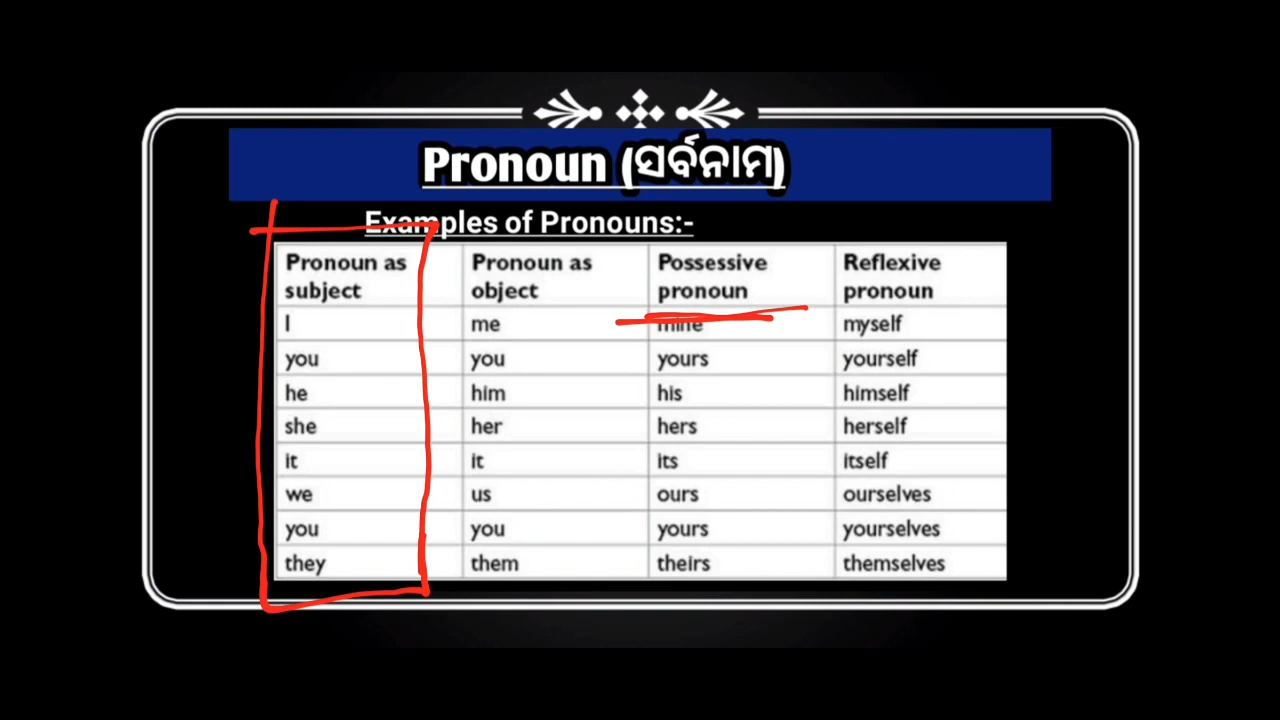 Pronoun (ସର୍ବନାମ)
Examples of Pronouns:-
Pronoun as subject Pronoun as object Possessive pronoun Reflexive pronoun
I me mine myself
you you yours yourself
he him his himself
she her hers herself
it it its itself
we us ours ourselves
you you yours yourselves
they them theirs themselves